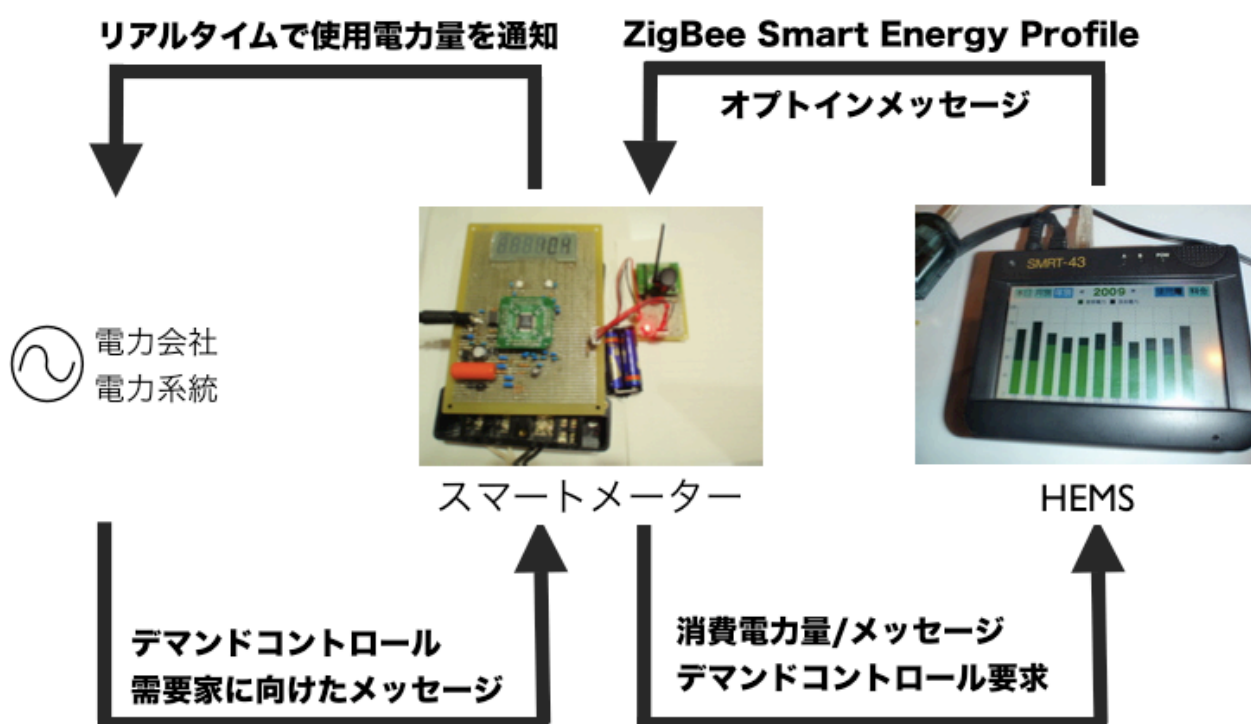 リアルタイムで使用電力量を通知
ZigBee Smart Energy Profile
オプトインメッセージ
SMRT-43
2009
電力会社
電力系統
スマートメーター
HEMS
デマンドコントロール
需要家に向けたメッセージ
消費電力量/メッセージ
デマンドコントロール要求